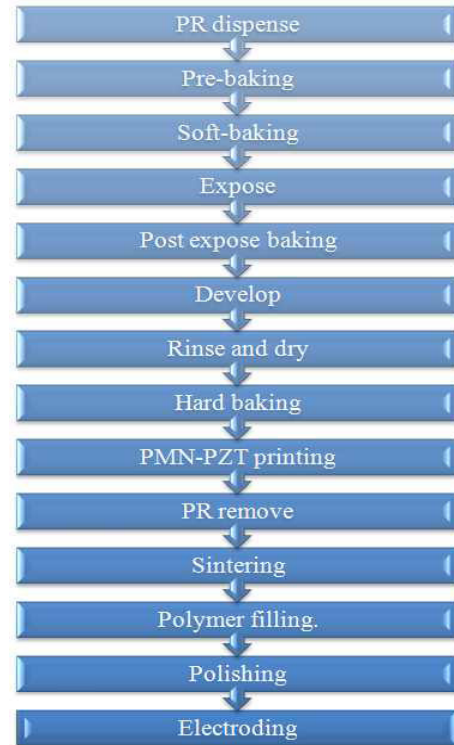 PR dispense
Pre-baking
Soft-baking
Expose
Post expose baking
Develop
Rinse and dry
Hard baking
PMN-PZT printing
PR remove
Sintering
Polymer filling.
Polishing
Electroding